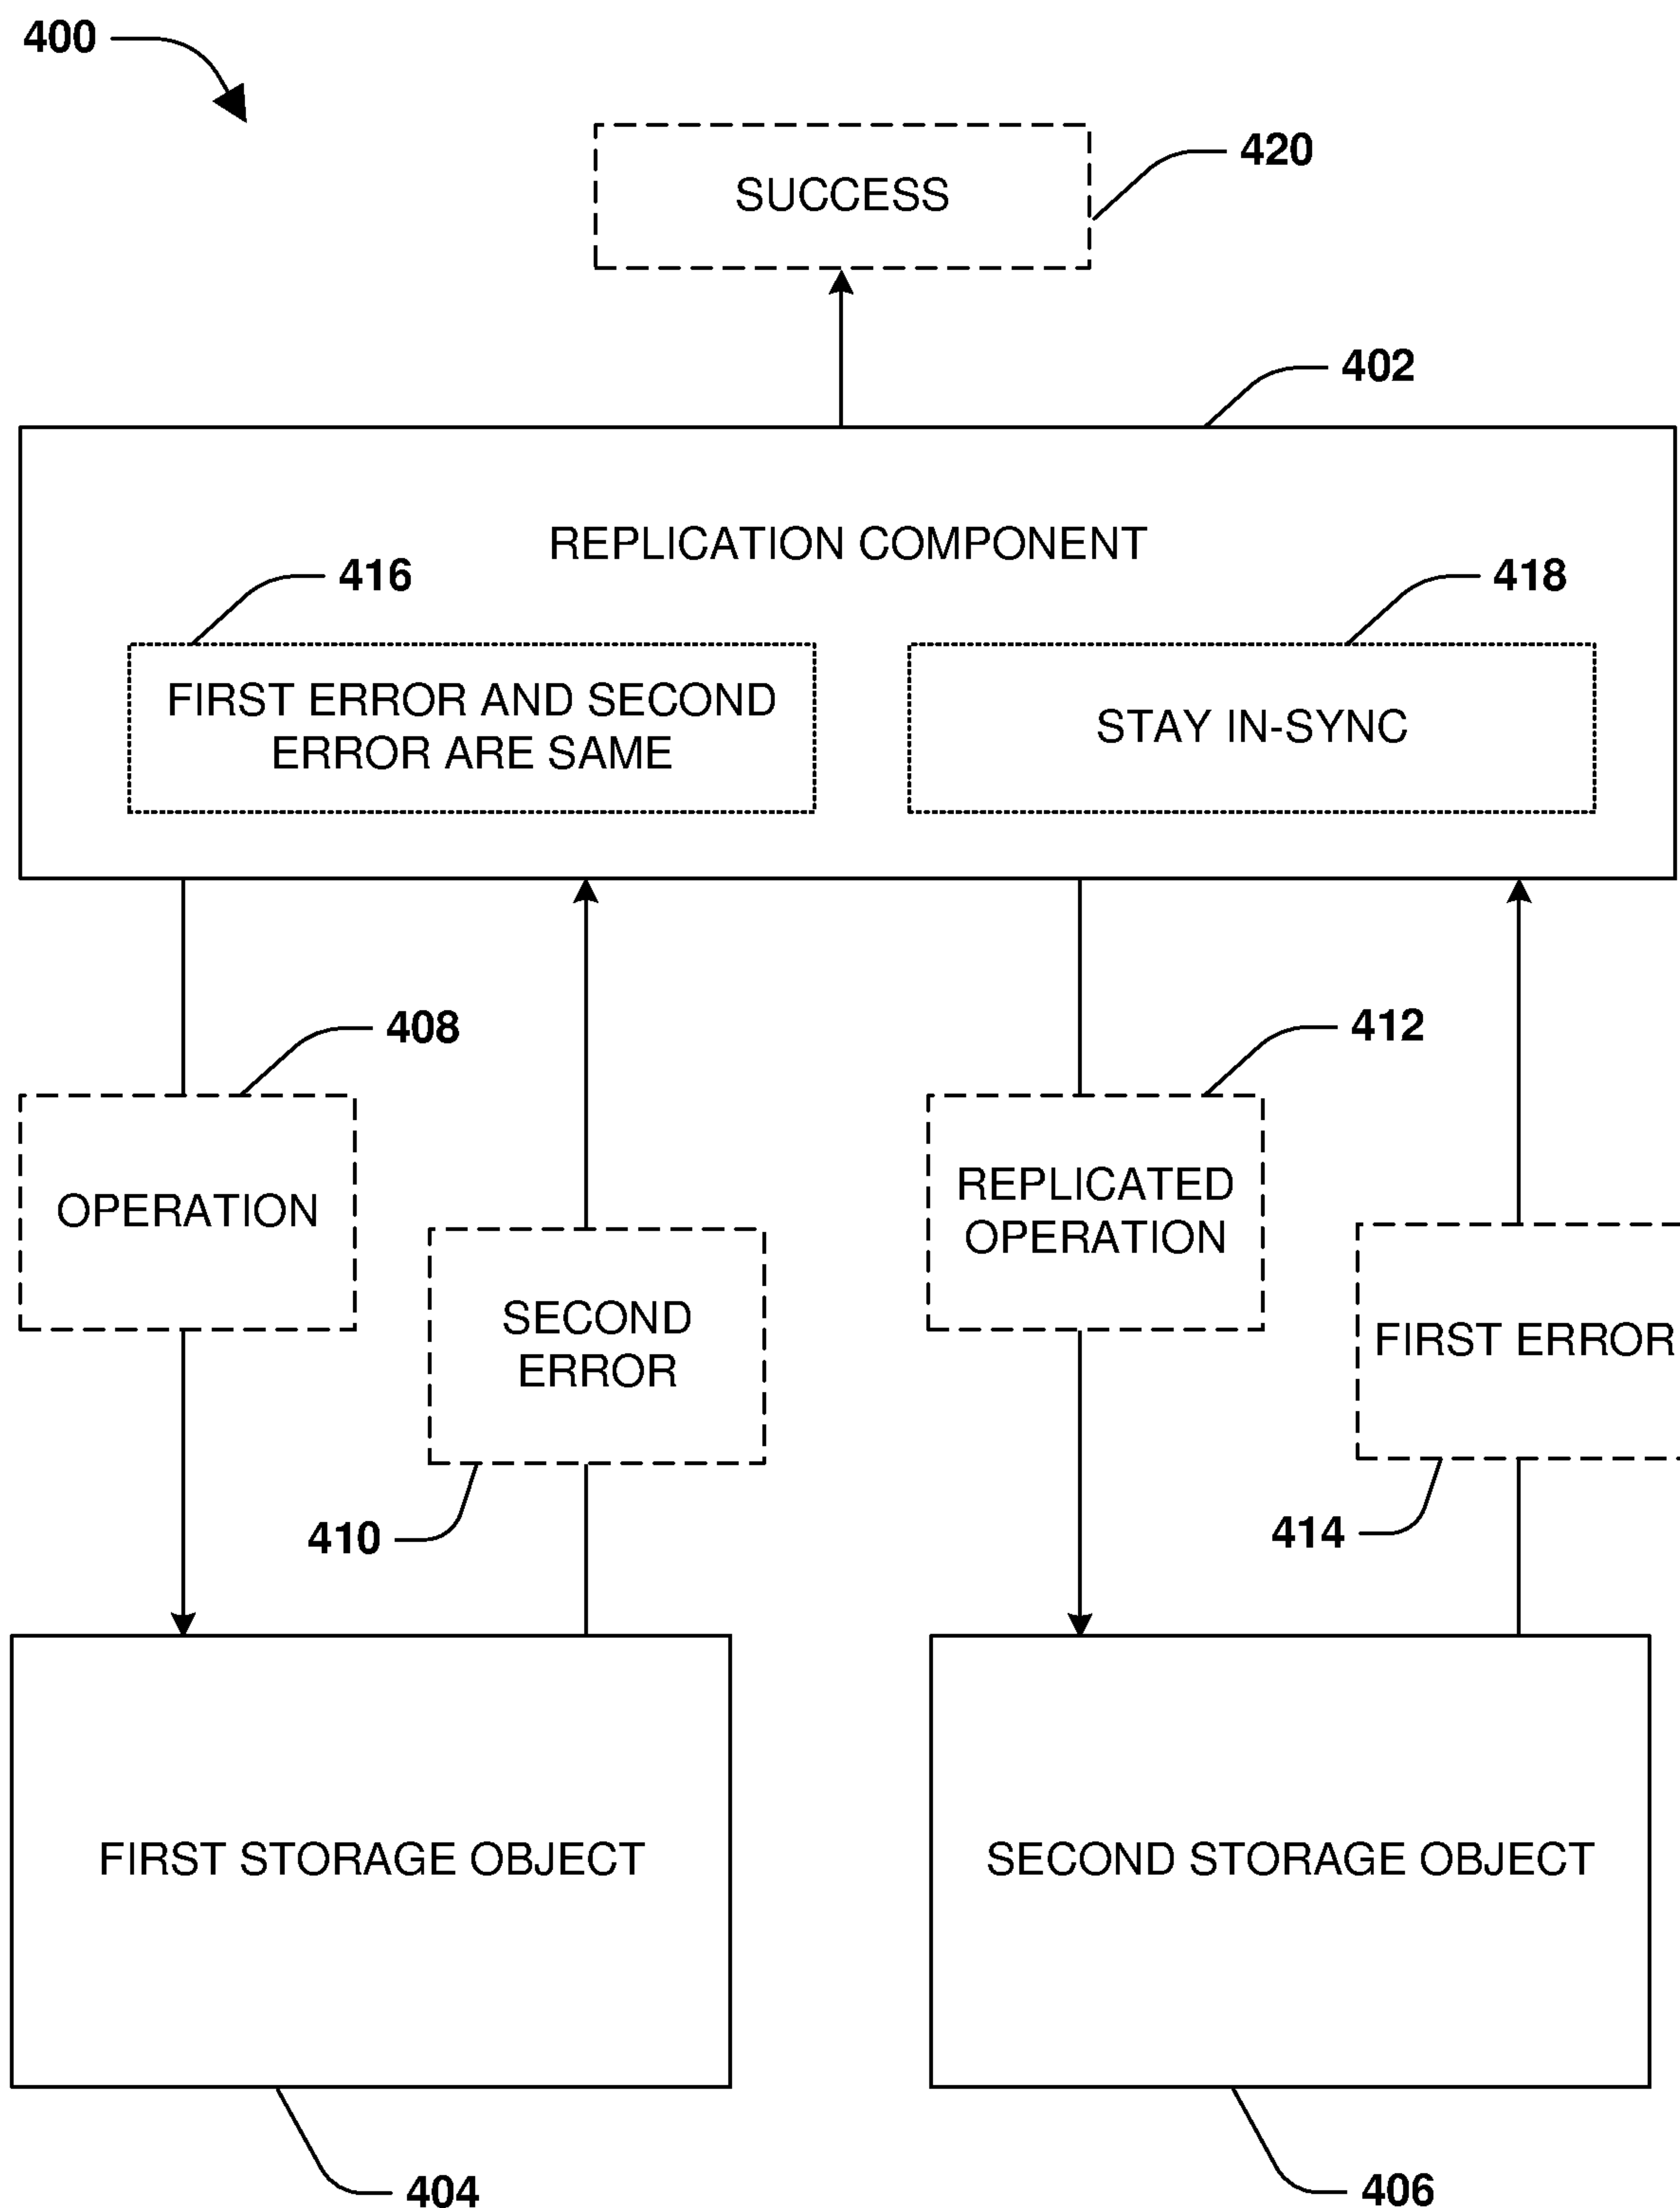 400
SUCCESS
420
402
REPLICATION COMPONENT
416
418
FIRST ERROR AND SECOND
ERROR ARE SAME
STAY IN-SYNC
408
412
OPERATION
REPLICATED
OPERATION
SECOND
ERROR
FIRST ERROR
410
414
FIRST STORAGE OBJECT
SECOND STORAGE OBJECT
404
406